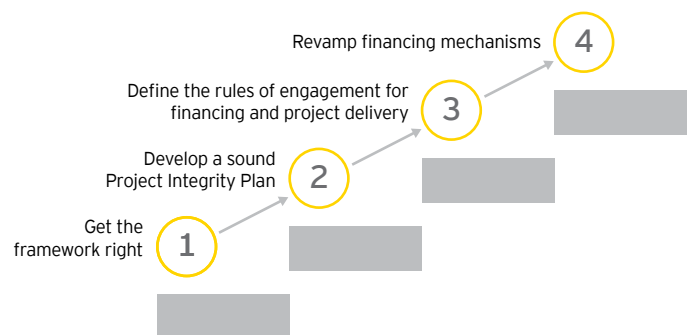 Revamp financing mechanisms
4
Define the rules of engagement for
financing and project delivery
3
Develop a sound
Project Integrity Plan
2
Get the
framework right
1